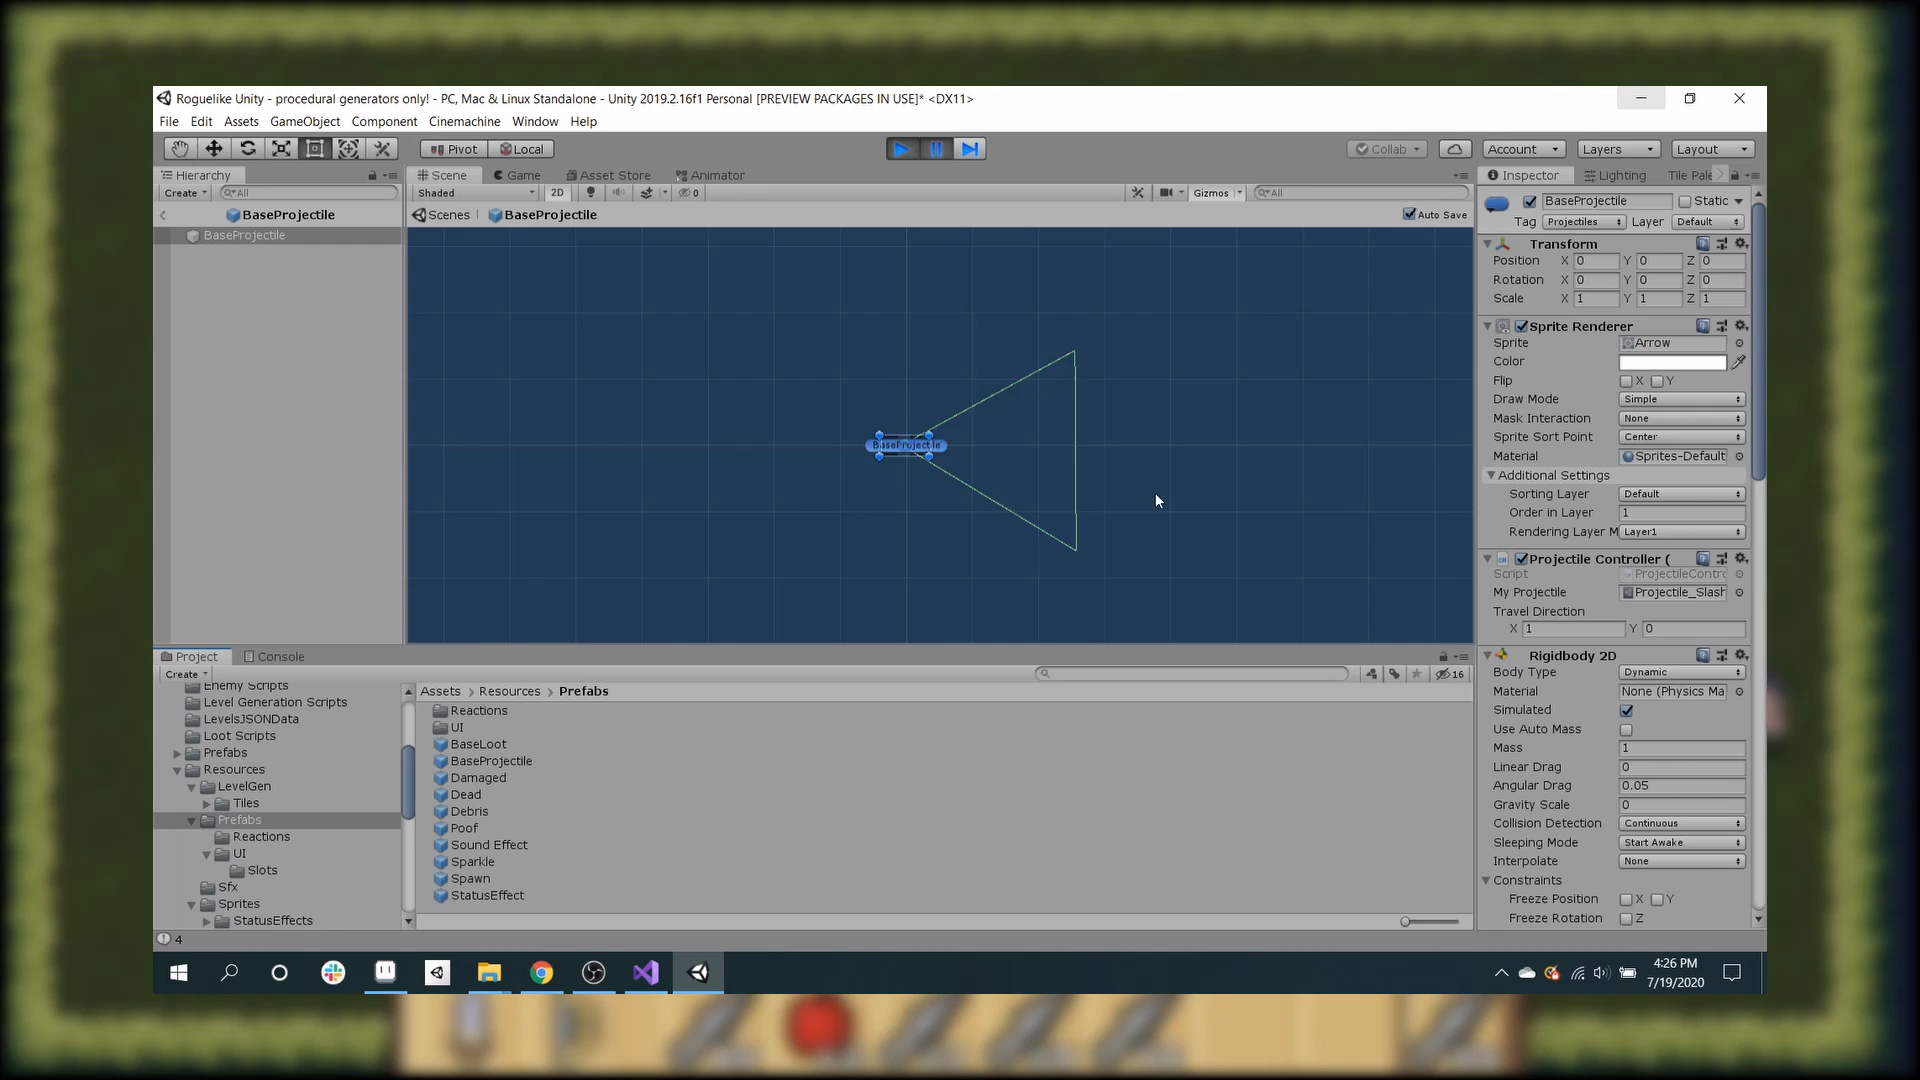 Roguelike Unity - procedural generators only! - PC, Mac & Linux Standalone - Unity 2019.2.16f1 Personal [PREVIEW PACKAGES IN USE]* <DX11>
File Edit Assets GameObject Component Cinemachine Window Help
Pivot Local Collab Account Layers Layout
Hierarchy Scene Game Asset Store Animator Inspector Lighting Tile Pale
Create All Shaded 2D 0 Gizmos All
BaseProjectile Scenes BaseProjectile Auto Save
BaseProjectile
BaseProjectile
BaseProjectile Static
Tag Projectiles Layer Default
Transform
Position X 0 Y 0 Z 0
Rotation X 0 Y 0 Z 0
Scale X 1 Y 1 Z 1
Sprite Renderer
Sprite Arrow
Color
Flip X Y
Draw Mode Simple
Mask Interaction None
Sprite Sort Point Center
Material Sprites-Default
Additional Settings
Sorting Layer Default
Order in Layer 1
Rendering Layer M Layer1
Projectile Controller (
Script ProjectileContro
My Projectile Projectile_Slash
Travel Direction
X 1 Y 0
Rigidbody 2D
Body Type Dynamic
Material None (Physics Ma
Simulated
Use Auto Mass
Mass 1
Linear Drag 0
Angular Drag 0.05
Gravity Scale 0
Collision Detection Continuous
Sleeping Mode Start Awake
Interpolate None
Constraints
Freeze Position X Y
Freeze Rotation Z
Project Console
Create 16
Enemy Scripts
Level Generation Scripts
LevelsJSONData
Loot Scripts
Prefabs
Resources
LevelGen
Tiles
Prefabs
Reactions
UI
Slots
Sfx
Sprites
StatusEffects
Assets Resources Prefabs
Reactions
UI
BaseLoot
BaseProjectile
Damaged
Dead
Debris
Poof
Sound Effect
Sparkle
Spawn
StatusEffect
4
4:26 PM
7/19/2020